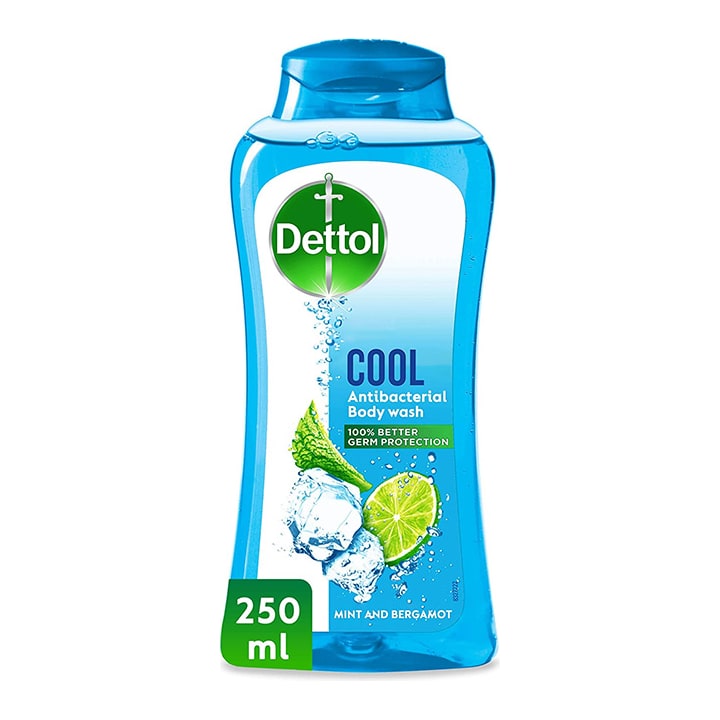 Dettol
COOL
Antibacterial
Body wash
100% BETTER
GERM PROTECTION
MINT AND BERGAMOT
250
ml